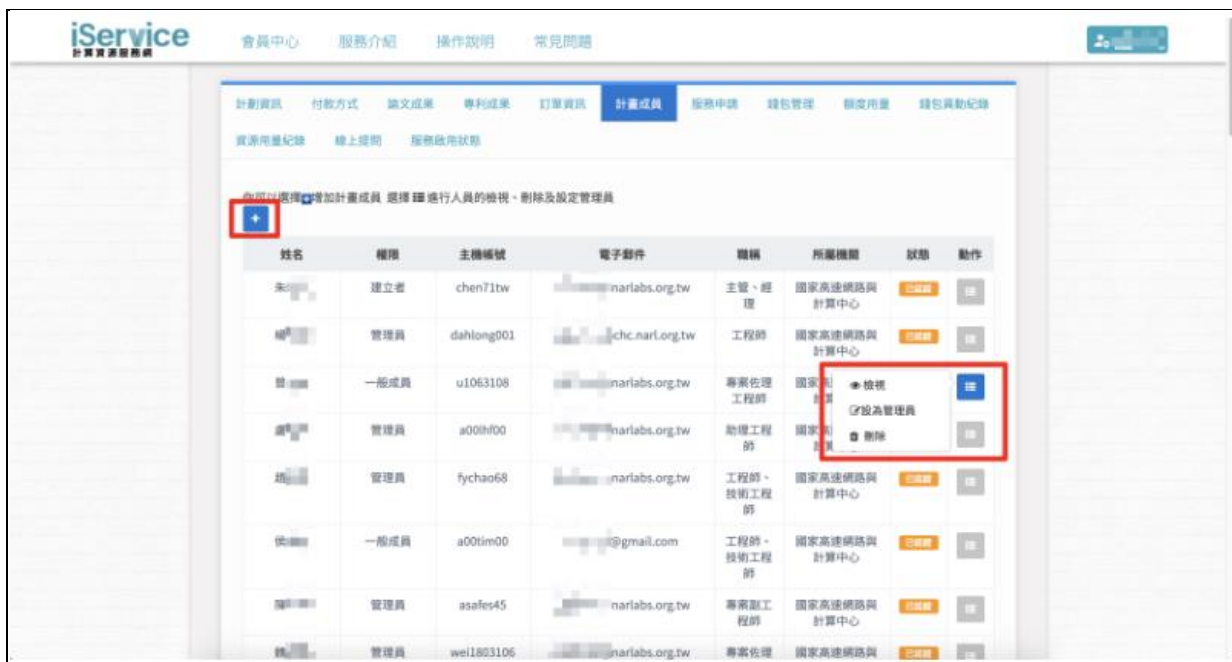 iService
計算資源服務網
會員中心 服務介紹 操作說明 常見問題
計劃資訊 付款方式 論文成果 專利成果 訂單資訊 計畫成員 服務申請 錢包管理 額度用量 錢包異動紀錄
資源用量紀錄 線上提問 服務啟用狀態
你可以選擇 增加計畫成員 選擇 進行人員的檢視、刪除及設定管理員
姓名 權限 主機帳號 電子郵件 職稱 所屬機關 狀態 動作
朱 建立者 chen71tw narlabs.org.tw 主管、經理 國家高速網路與計算中心
楊 管理員 dahlong001 chc.narl.org.tw 工程師 國家高速網路與計算中心
一般成員 u1063108 narlabs.org.tw 專案佐理工程師 國家
檢視
設為管理員
刪除
管理員 a00lhf00 narlabs.org.tw 助理工程師 國家
趙 管理員 fychao68 narlabs.org.tw 工程師、技術工程師 國家高速網路與計算中心
一般成員 a00tim00 @gmail.com 工程師、技術工程師 國家高速網路與計算中心
管理員 asafes45 narlabs.org.tw 專案副工程師 國家高速網路與計算中心
管理員 wei1803106 narlabs.org.tw 專案佐理 國家高速網路與